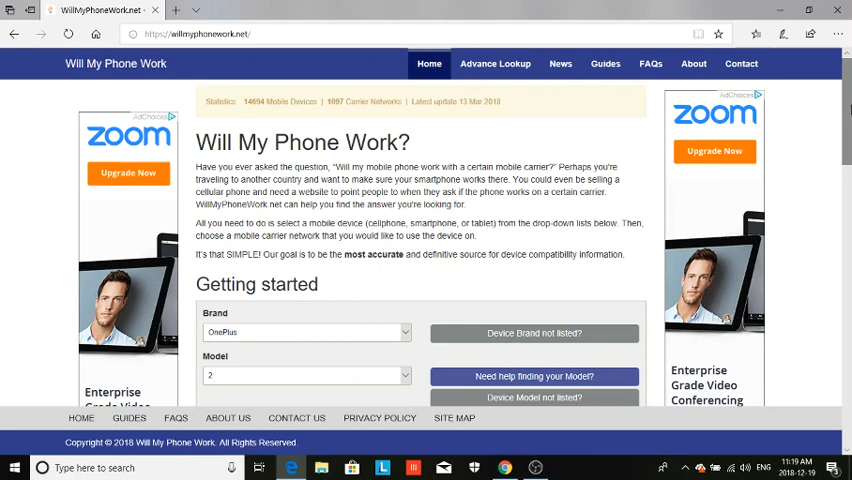 WillMyPhoneWork.net -
https://willmyphonework.net/
Will My Phone Work
Home
Advance Lookup
News
Guides
FAQs
About
Contact
Statistics: 14694 Mobile Devices | 1097 Carrier Networks | Latest update 13 Mar 2018
AdChoices
zoom
Upgrade Now
Enterprise
Grade Video
AdChoices
zoom
Upgrade Now
Enterprise
Grade Video
Conferencing
Will My Phone Work?
Have you ever asked the question, "Will my mobile phone work with a certain mobile carrier?" Perhaps you're
traveling to another country and want to make sure your smartphone works there. You could even be selling a
cellular phone and need a website to point people to when they ask if the phone works on a certain carrier.
WillMyPhoneWork.net can help you find the answer you're looking for.
All you need to do is select a mobile device (cellphone, smartphone, or tablet) from the drop-down lists below. Then,
choose a mobile carrier network that you would like to use the device on.
It's that SIMPLE! Our goal is to be the most accurate and definitive source for device compatibility information.
Getting started
Brand
OnePlus
Device Brand not listed?
Model
2
Need help finding your Model?
Device Model not listed?
HOME
GUIDES
FAQS
ABOUT US
CONTACT US
PRIVACY POLICY
SITE MAP
Copyright © 2018 Will My Phone Work. All Rights Reserved.
Type here to search
L
ENG
11:19 AM
2018-12-19
3